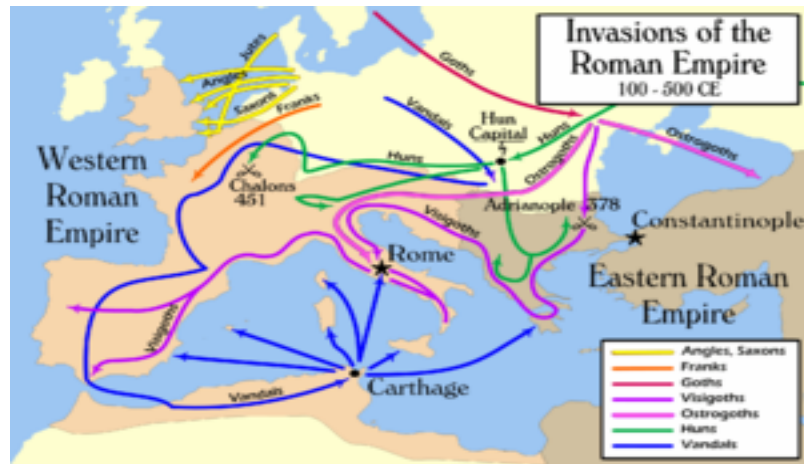 Invasions of the
Roman Empire
100 - 500 CE
Jutes
Angles
Saxons
Franks
Goths
Vandals
Hun
Capital
Huns
Ostrogoths
Ostrogoths
Huns
Chalons
451
Western
Roman
Empire
Visigoths
Adrianople 378
Constantinople
Rome
Eastern Roman
Empire
Visigoths
Carthage
Vandals
Angles, Saxons
Franks
Goths
Visigoths
Ostrogoths
Huns
Vandals